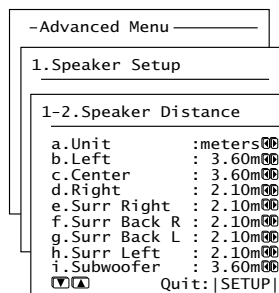 –Advanced Menu
1.Speaker Setup
1-2.Speaker Distance
a.Unit :meters
b.Left : 3.60m
c.Center : 3.60m
d.Right : 2.10m
e.Surr Right : 2.10m
f.Surr Back R : 2.10m
g.Surr Back L : 2.10m
h.Surr Left : 2.10m
i.Subwoofer : 3.60m
Quit:|SETUP|